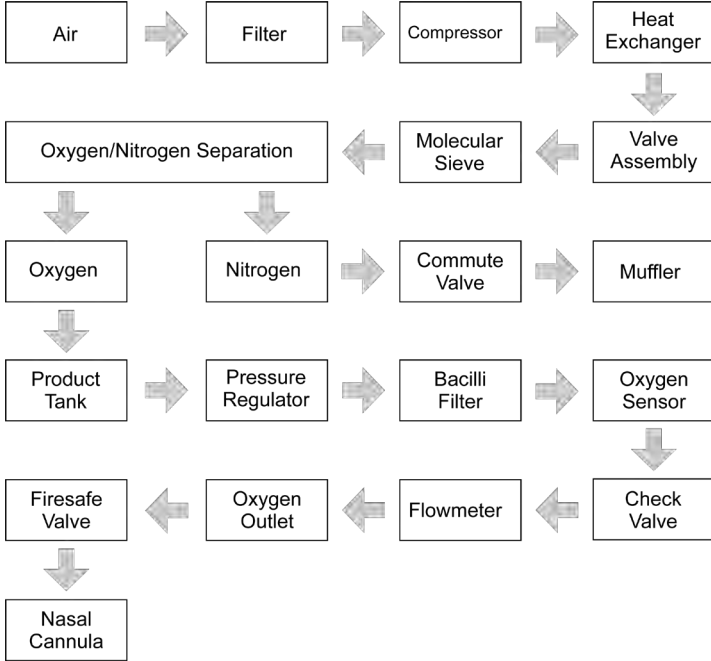 Air
Filter
Compressor
Heat
Exchanger
Oxygen/Nitrogen Separation
Molecular
Sieve
Valve
Assembly
Oxygen
Nitrogen
Commute
Valve
Muffler
Product
Tank
Pressure
Regulator
Bacilli
Filter
Oxygen
Sensor
Firesafe
Valve
Oxygen
Outlet
Flowmeter
Check
Valve
Nasal
Cannula